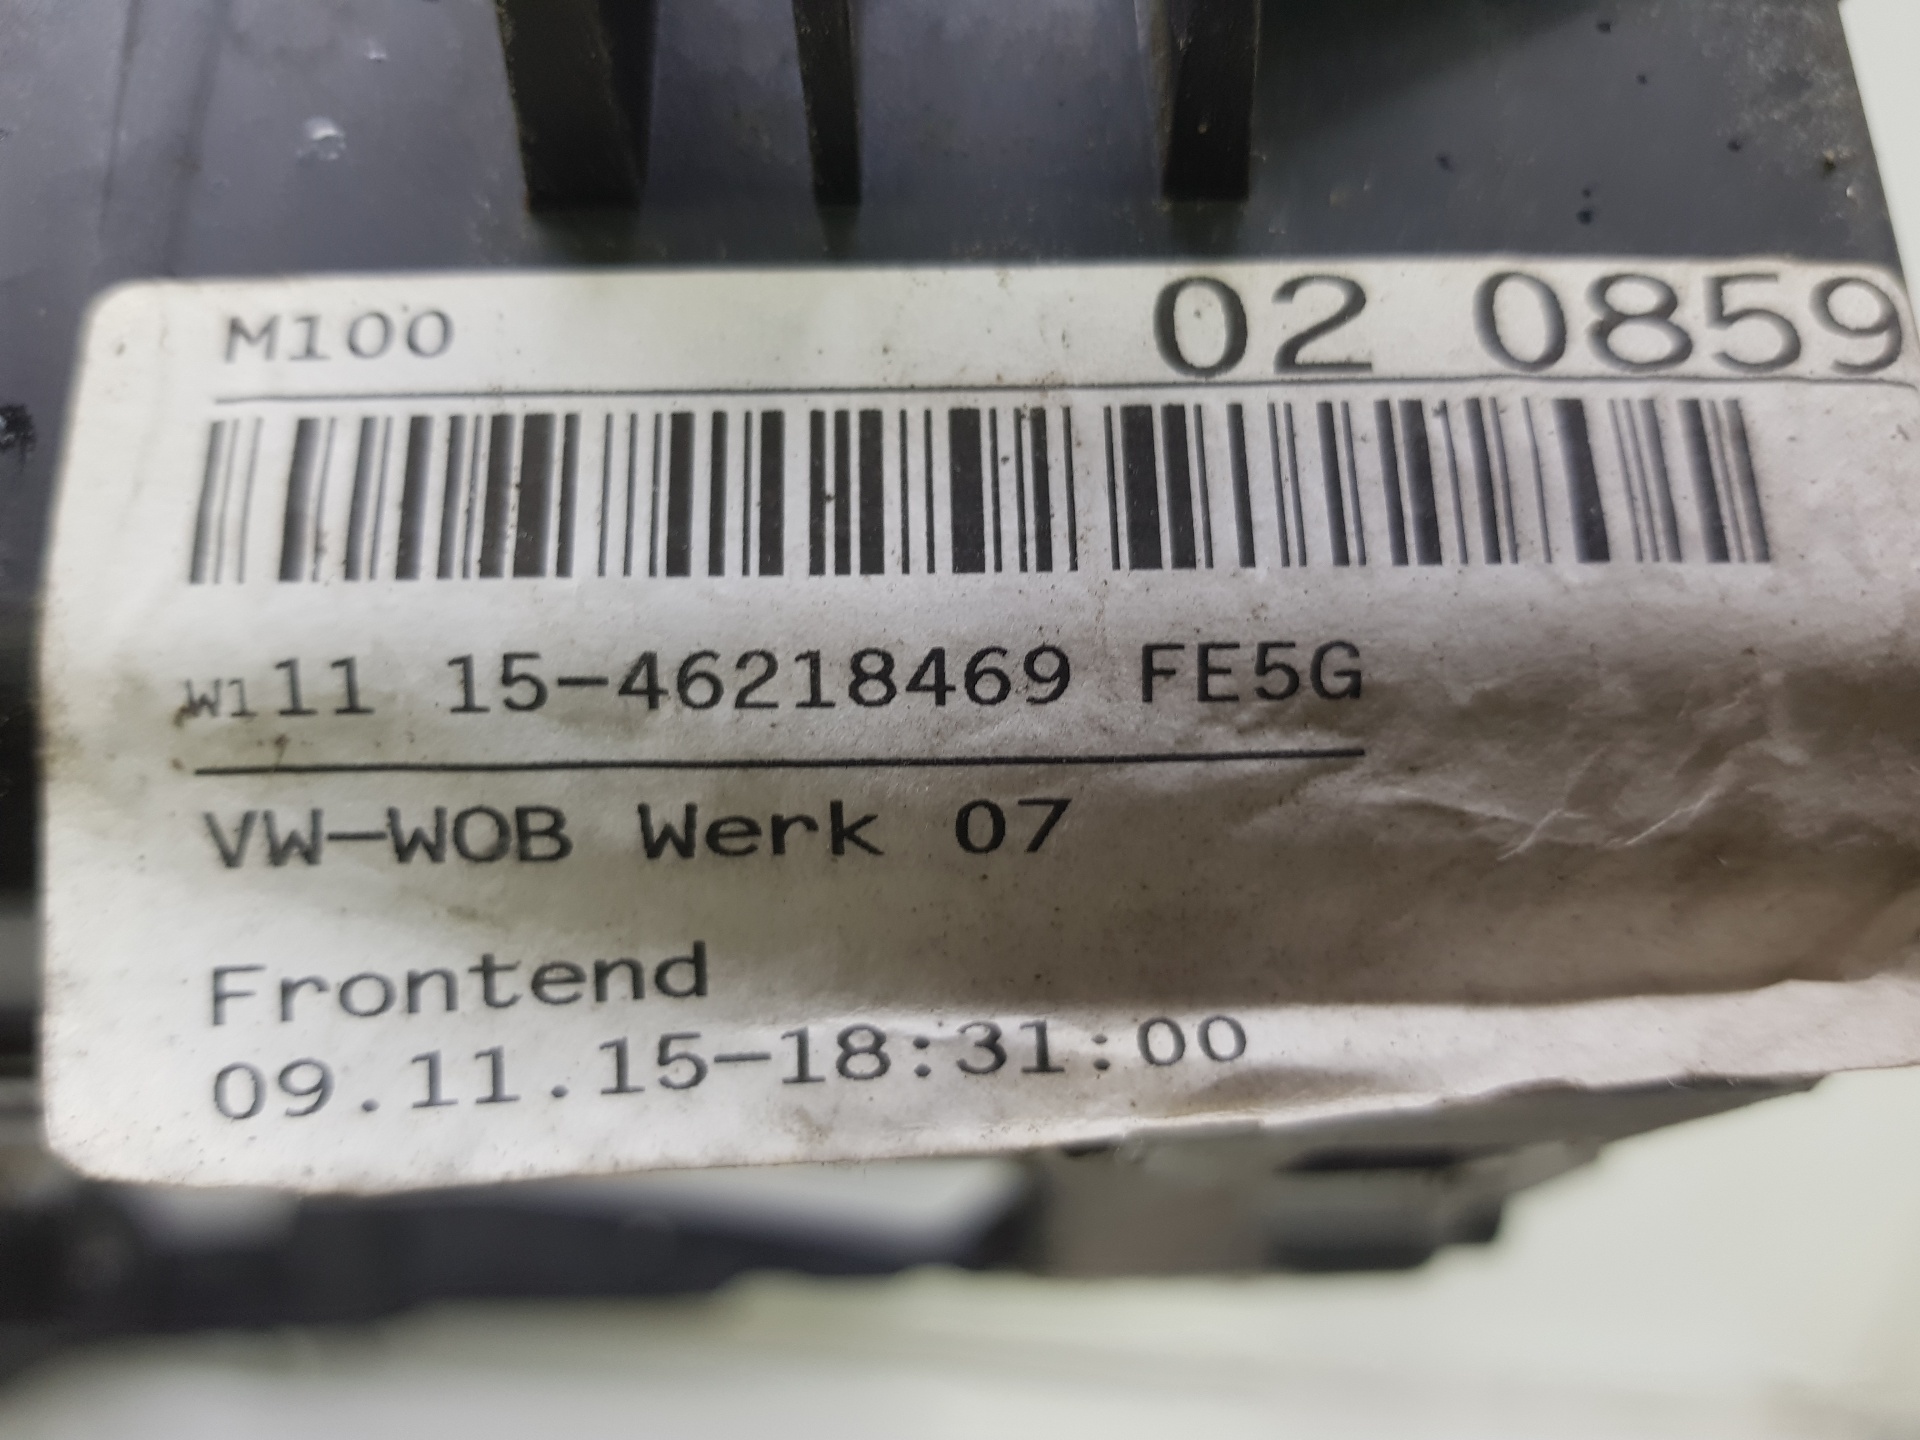 M100 02 0859
W111 15-46218469 FE5G
VW-WOB Werk 07
Frontend
09.11.15-18:31:00